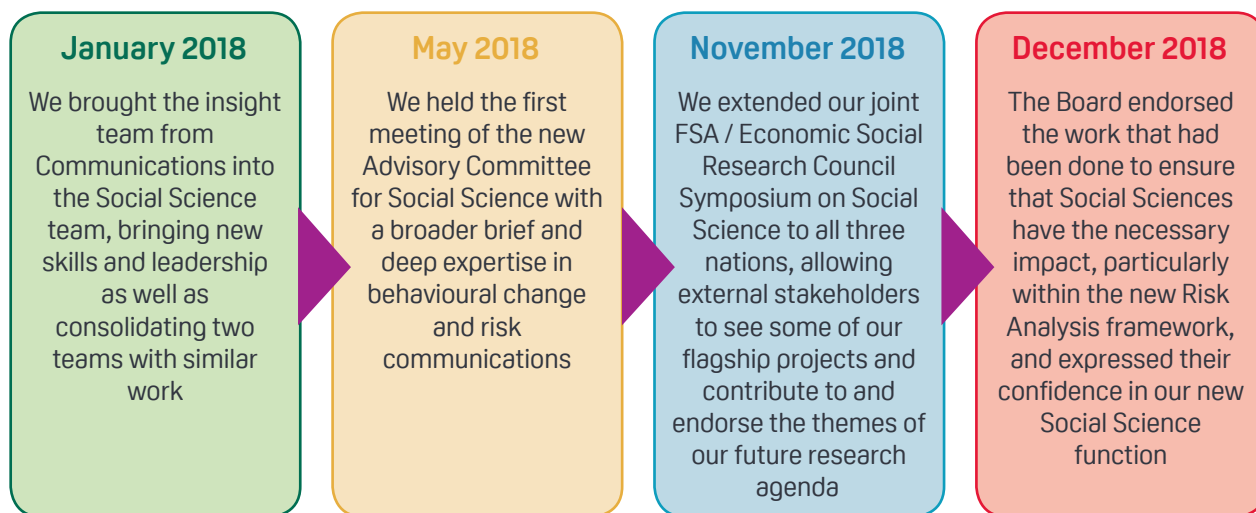 January 2018
We brought the insight
team from
Communications into
the Social Science
team, bringing new
skills and leadership
as well as
consolidating two
teams with similar
work
May 2018
We held the first
meeting of the new
Advisory Committee
for Social Science with
a broader brief and
deep expertise in
behavioural change
and risk
communications
November 2018
We extended our joint
FSA / Economic Social
Research Council
Symposium on Social
Science to all three
nations, allowing
external stakeholders
to see some of our
flagship projects and
contribute to and
endorse the themes of
our future research
agenda
December 2018
The Board endorsed
the work that had
been done to ensure
that Social Sciences
have the necessary
impact, particularly
within the new Risk
Analysis framework,
and expressed their
confidence in our new
Social Science
function